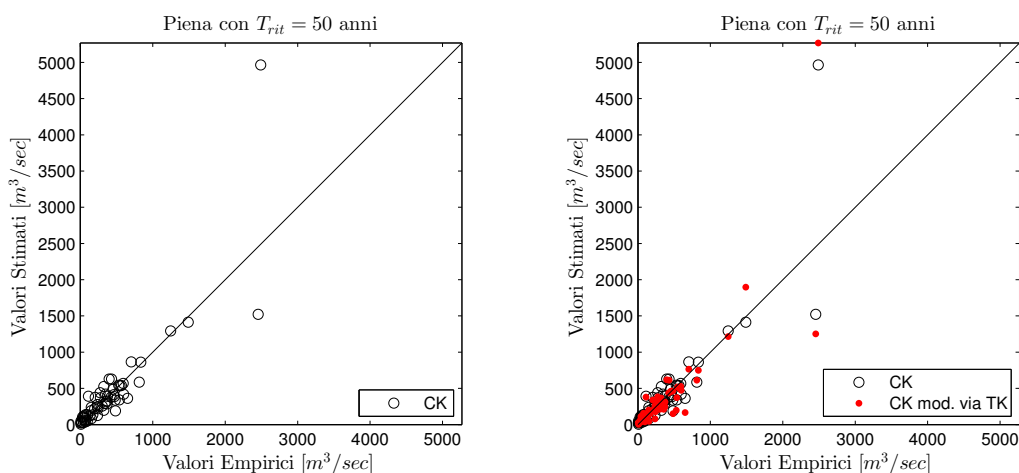 Piena con T_rit = 50 anni
5000
4500
4000
3500
3000
2500
2000
1500
1000
500
0
0 1000 2000 3000 4000 5000
Valori Stimati [m^3/sec]
Valori Empirici [m^3/sec]
CK
Piena con T_rit = 50 anni
5000
4500
4000
3500
3000
2500
2000
1500
1000
500
0
0 1000 2000 3000 4000 5000
Valori Stimati [m^3/sec]
Valori Empirici [m^3/sec]
CK
CK mod. via TK